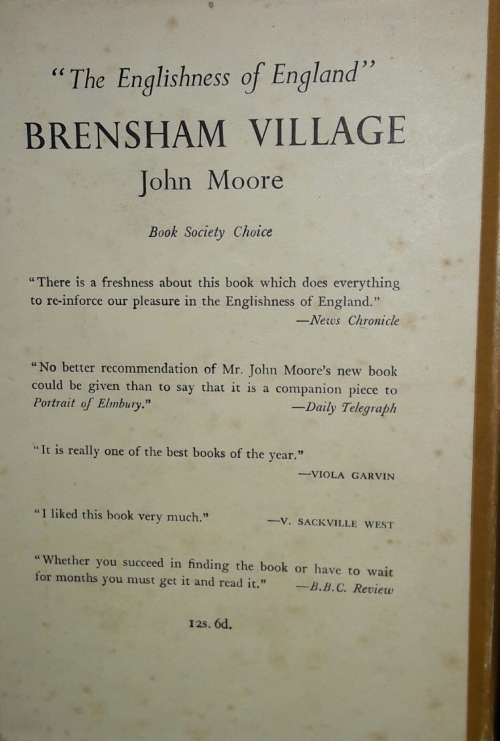 "The Englishness of England"
BRENSHAM VILLAGE
John Moore
Book Society Choice
"There is a freshness about this book which does everything
to re-inforce our pleasure in the Englishness of England."
—News Chronicle
"No better recommendation of Mr. John Moore's new book
could be given than to say that it is a companion piece to
Portrait of Elmbury." —Daily Telegraph
"It is really one of the best books of the year."
—VIOLA GARVIN
"I liked this book very much." —V. SACKVILLE WEST
"Whether you succeed in finding the book or have to wait
for months you must get it and read it." —B.B.C. Review
12s. 6d.